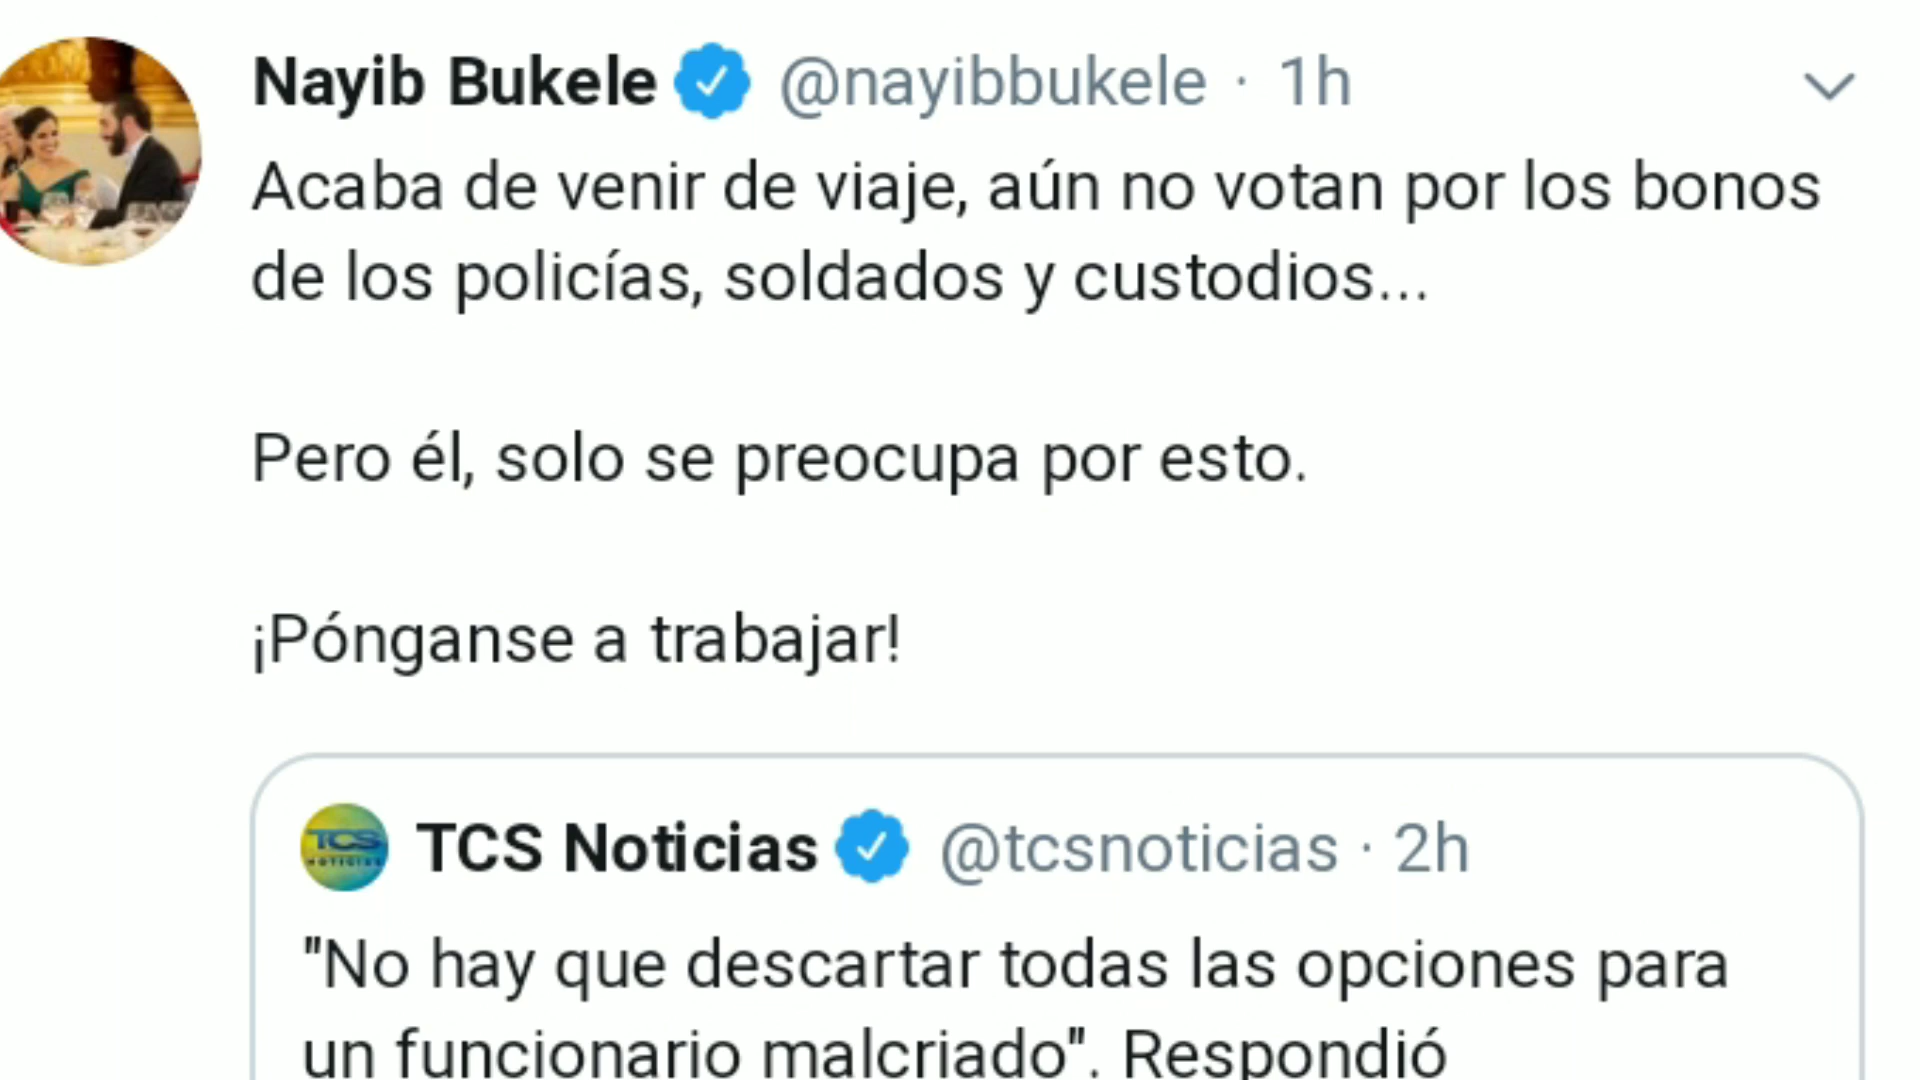 Nayib Bukele @nayibbukele · 1h
Acaba de venir de viaje, aún no votan por los bonos
de los policías, soldados y custodios...
Pero él, solo se preocupa por esto.
¡Pónganse a trabajar!
TCS NOTICIAS
TCS Noticias @tcsnoticias · 2h
"No hay que descartar todas las opciones para
un funcionario malcriado". Respondió